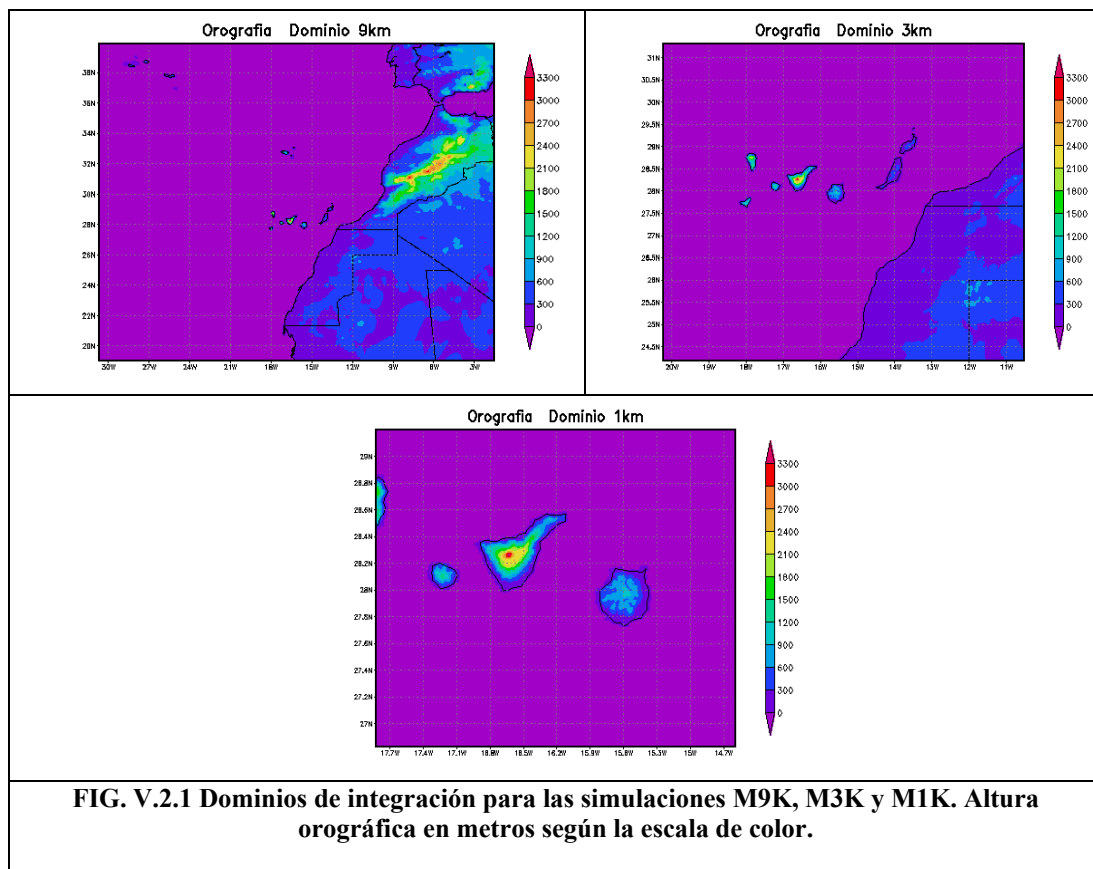 Orografia Dominio 9km
38N
36N
34N
32N
30N
28N
26N
24N
22N
20N
30W 27W 24W 21W 18W 15W 12W 9W 6W 3W
3300
3000
2700
2400
2100
1800
1500
1200
900
600
300
0
Orografia Dominio 3km
31N
30.5N
30N
29.5N
29N
28.5N
28N
27.5N
27N
26.5N
26N
25.5N
25N
24.5N
20W 19W 18W 17W 16W 15W 14W 13W 12W 11W
3300
3000
2700
2400
2100
1800
1500
1200
900
600
300
0
Orografia Dominio 1km
29N
28.8N
28.6N
28.4N
28.2N
28N
27.8N
27.6N
27.4N
27.2N
27N
17.7W 17.4W 17.1W 16.8W 16.5W 16.2W 15.9W 15.6W 15.3W 15W 14.7W
3300
3000
2700
2400
2100
1800
1500
1200
900
600
300
0
FIG. V.2.1 Dominios de integración para las simulaciones M9K, M3K y M1K. Altura
orográfica en metros según la escala de color.